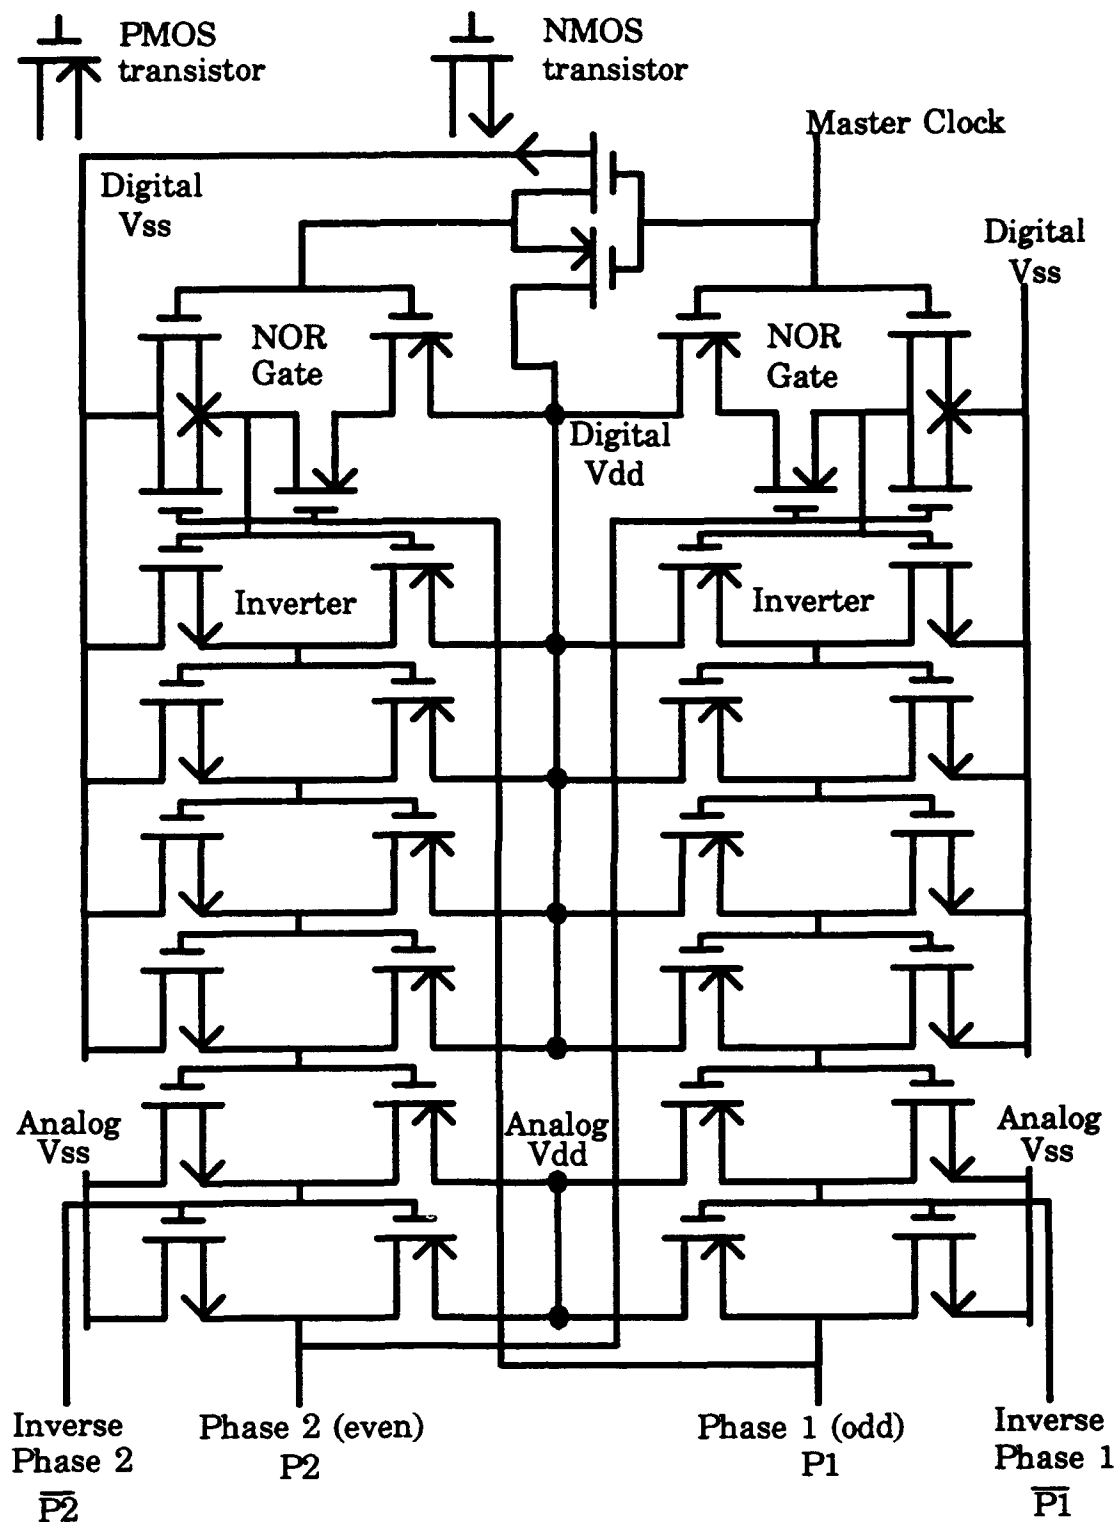 PMOS
transistor
NMOS
transistor
Master Clock
Digital
Vss
Digital
Vss
NOR
Gate
NOR
Gate
Digital
Vdd
Inverter
Inverter
Analog
Vss
Analog
Vdd
Analog
Vss
Inverse
Phase 2
P2
Phase 2 (even)
P2
Phase 1 (odd)
P1
Inverse
Phase 1
P1